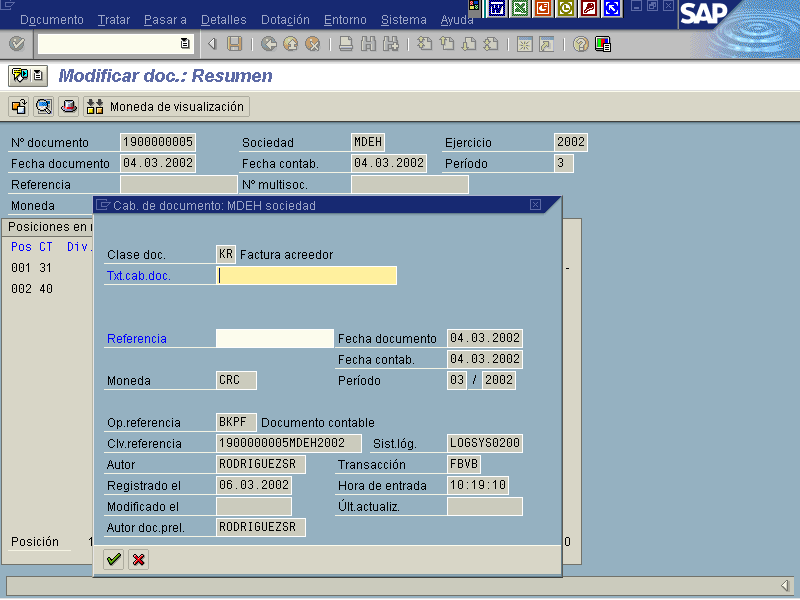 Documento Tratar Pasar a Detalles Dotación Entorno Sistema Ayuda
SAP
Modificar doc.: Resumen
Moneda de visualización
Nº documento 1900000005 Sociedad MDEH Ejercicio 2002
Fecha documento 04.03.2002 Fecha contab. 04.03.2002 Período 3
Referencia Nº multisoc.
Moneda
Cab. de documento: MDEH sociedad
Posiciones en
Pos CT Div.
001 31 -
002 40
Clase doc. KR Factura acreedor
Txt.cab.doc.
Referencia Fecha documento 04.03.2002
Fecha contab. 04.03.2002
Moneda CRC Período 03 / 2002
Op.referencia BKPF Documento contable
Clv.referencia 1900000005MDEH2002 Sist.lóg. LOGSYS0200
Autor RODRIGUEZSR Transacción FBVB
Registrado el 06.03.2002 Hora de entrada 10:19:10
Modificado el Últ.actualiz.
Autor doc.prel. RODRIGUEZSR
Posición 1 0